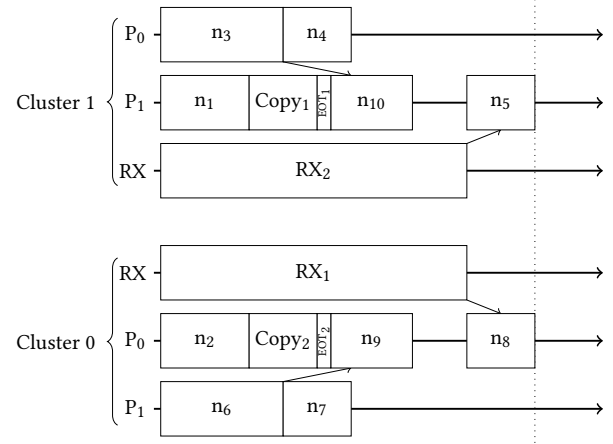 P₀ n₃ n₄
Cluster 1 P₁ n₁ Copy₁ EOT₁ n₁₀ n₅
RX RX₂
RX RX₁
Cluster 0 P₀ n₂ Copy₂ EOT₂ n₉ n₈
P₁ n₆ n₇